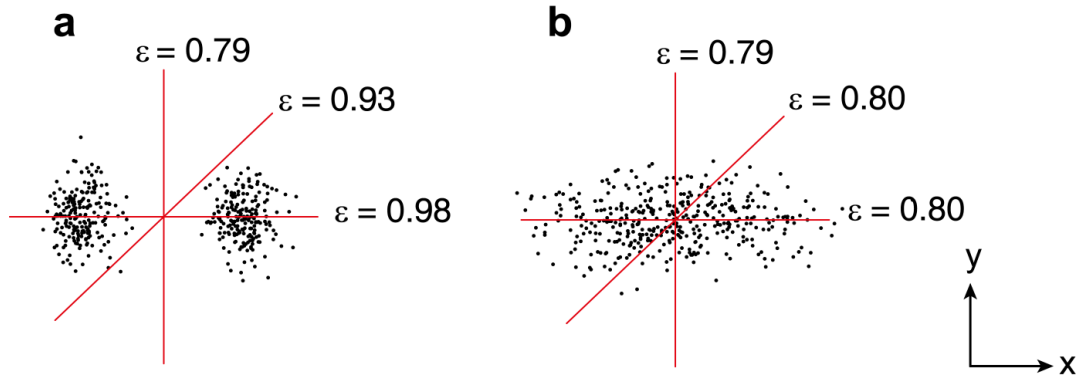 a
ε = 0.79
ε = 0.93
ε = 0.98
b
ε = 0.79
ε = 0.80
ε = 0.80
y
x